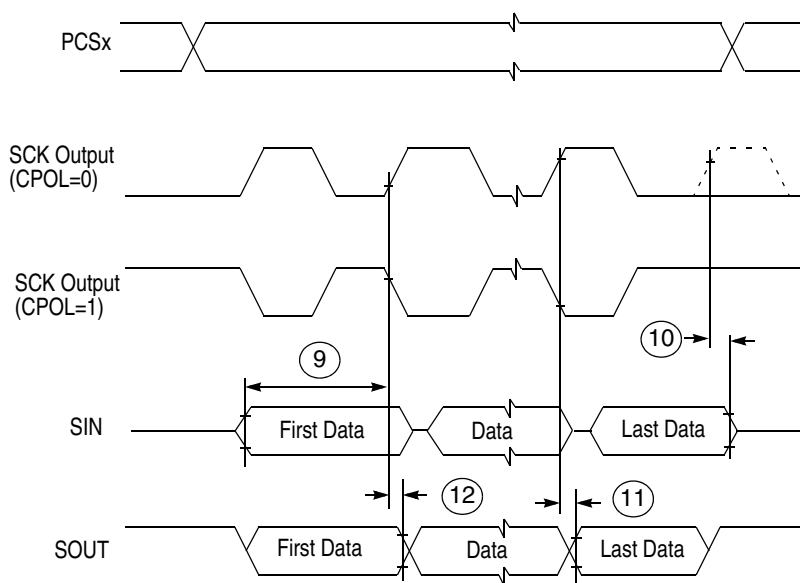 PCSx
SCK Output
(CPOL=0)
SCK Output
(CPOL=1)
10
9
SIN
First Data
Data
Last Data
12
11
SOUT
First Data
Data
Last Data